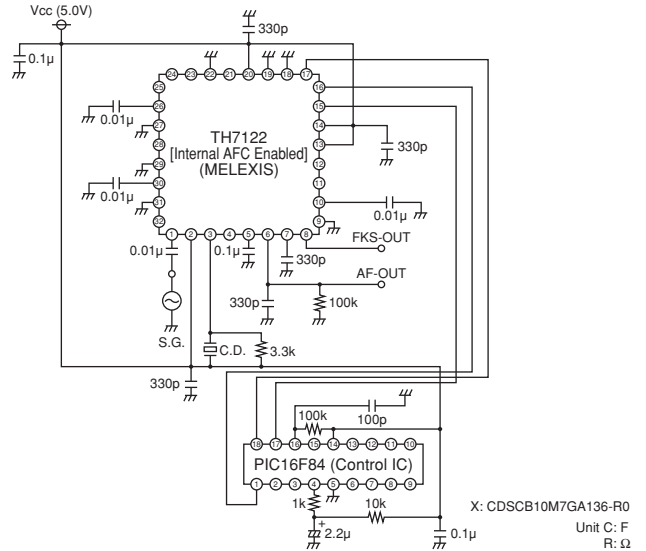 Vcc (5.0V)
330p
0.1μ
24 23 22 21 20 19 18 17
25
16
26
0.01μ
15
27
TH7122
14
28
[Internal AFC Enabled]
13
330p
(MELEXIS)
29
12
30
0.01μ
11
31
10
0.01μ
32
9
1 2 3 4 5 6 7 8
FKS-OUT
0.01μ
0.1μ
330p
AF-OUT
330p
100k
S.G.
C.D.
3.3k
330p
100k
100p
18 17 16 15 14 13 12 11 10
PIC16F84 (Control IC)
1 2 3 4 5 6 7 8 9
1k
10k
X: CDSCB10M7GA136-R0
+
2.2μ
0.1μ
Unit C: F
R: Ω